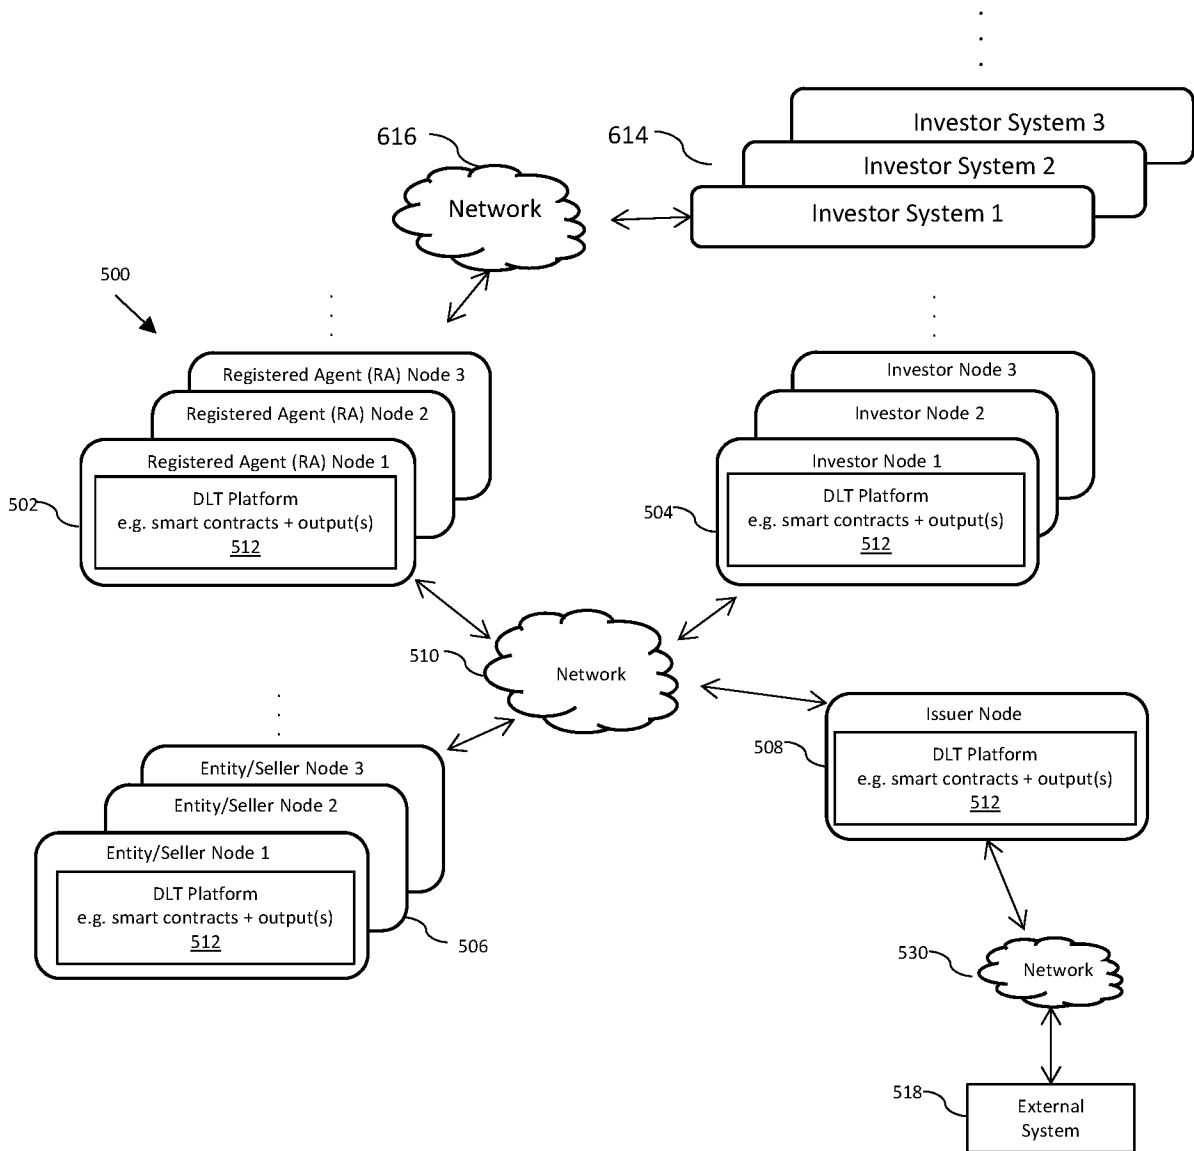 Investor System 3
616
614
Investor System 2
Network
Investor System 1
500
Registered Agent (RA) Node 3
Registered Agent (RA) Node 2
Registered Agent (RA) Node 1
502
DLT Platform
e.g. smart contracts + output(s)
512
Investor Node 3
Investor Node 2
Investor Node 1
504
DLT Platform
e.g. smart contracts + output(s)
512
510
Network
Issuer Node
508
DLT Platform
e.g. smart contracts + output(s)
512
Entity/Seller Node 3
Entity/Seller Node 2
Entity/Seller Node 1
DLT Platform
e.g. smart contracts + output(s)
512
506
530
Network
518
External
System